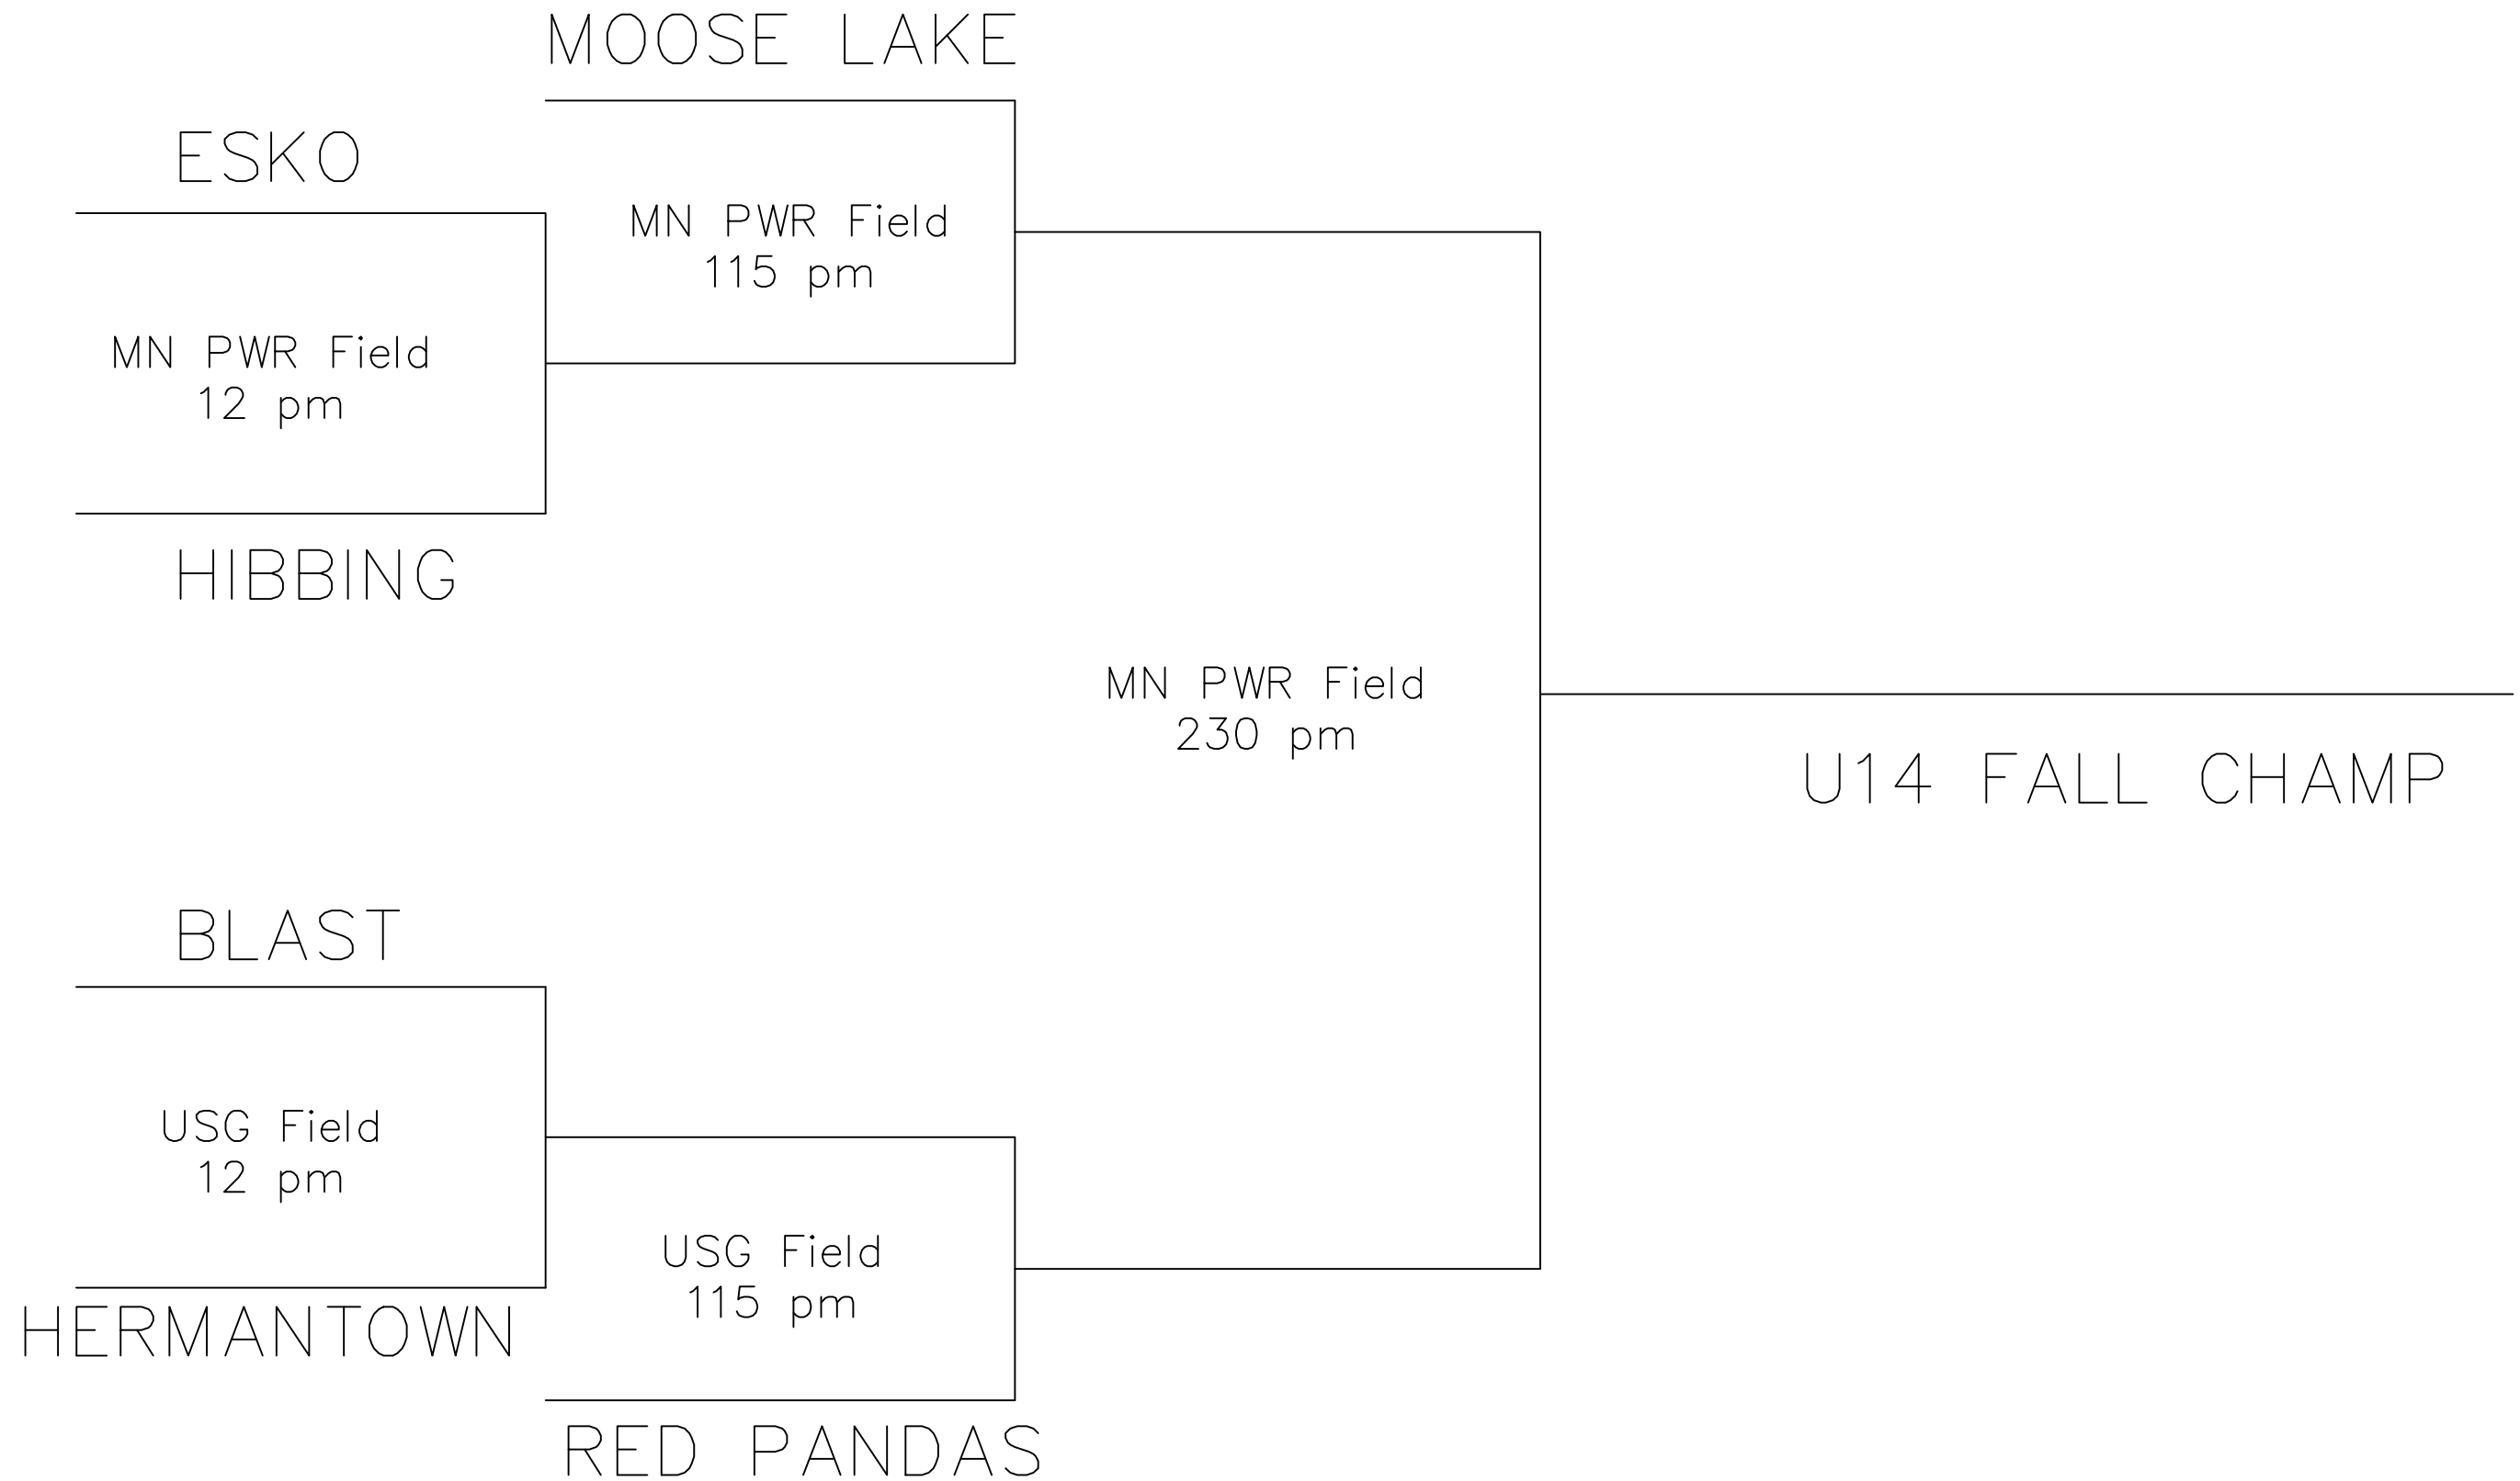 MOOSE LAKE
ESKO
MN PWR Field
115 pm
MN PWR Field
12 pm
HIBBING
MN PWR Field
230 pm
U14 FALL CHAMP
BLAST
USG Field
12 pm
USG Field
115 pm
HERMANTOWN
RED PANDAS